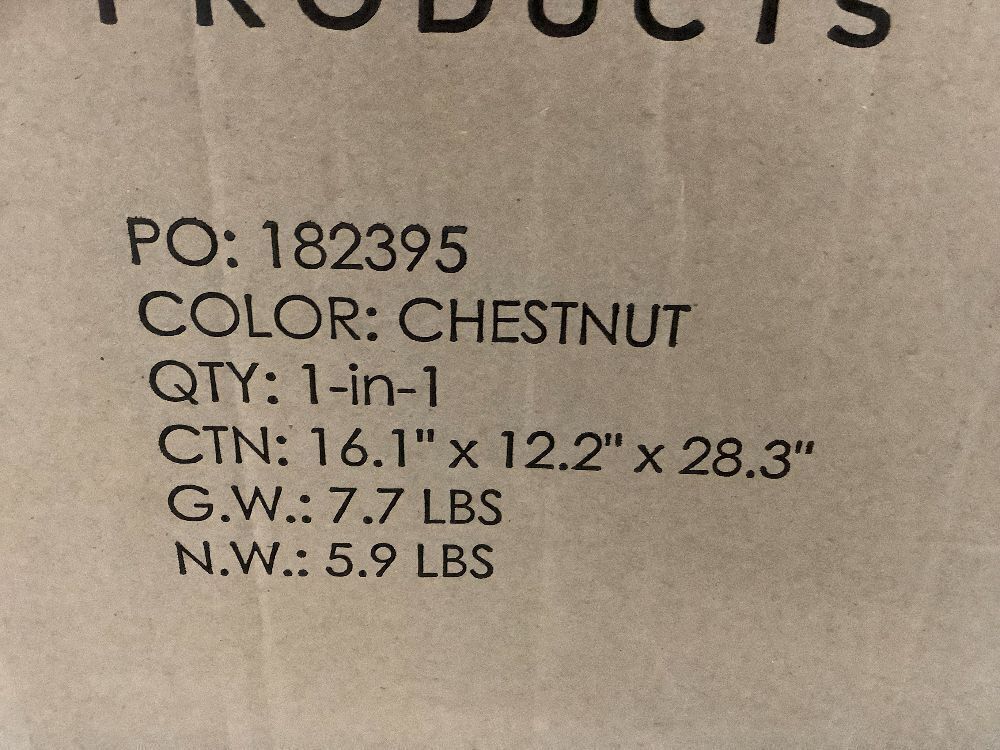 PRODUCTS
PO: 182395
COLOR: CHESTNUT
QTY: 1-in-1
CTN: 16.1" x 12.2" x 28.3"
G.W.: 7.7 LBS
N.W.: 5.9 LBS